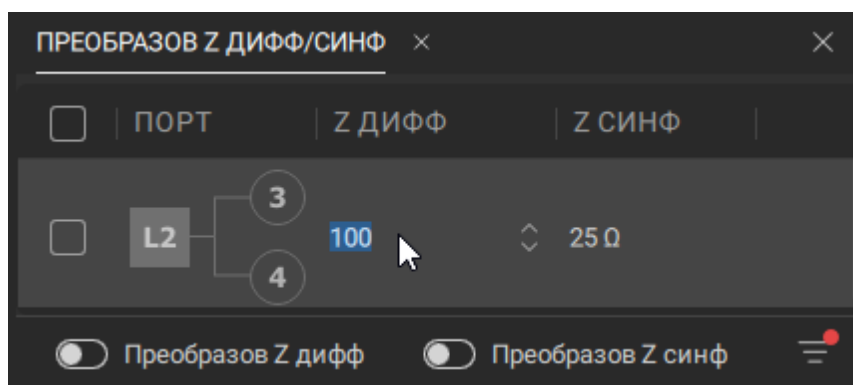 ПРЕОБРАЗОВ Z ДИФФ/СИНФ
ПОРТ Z ДИФФ Z СИНФ
3
L2 100 25 Ω
4
Преобразов Z дифф Преобразов Z синф